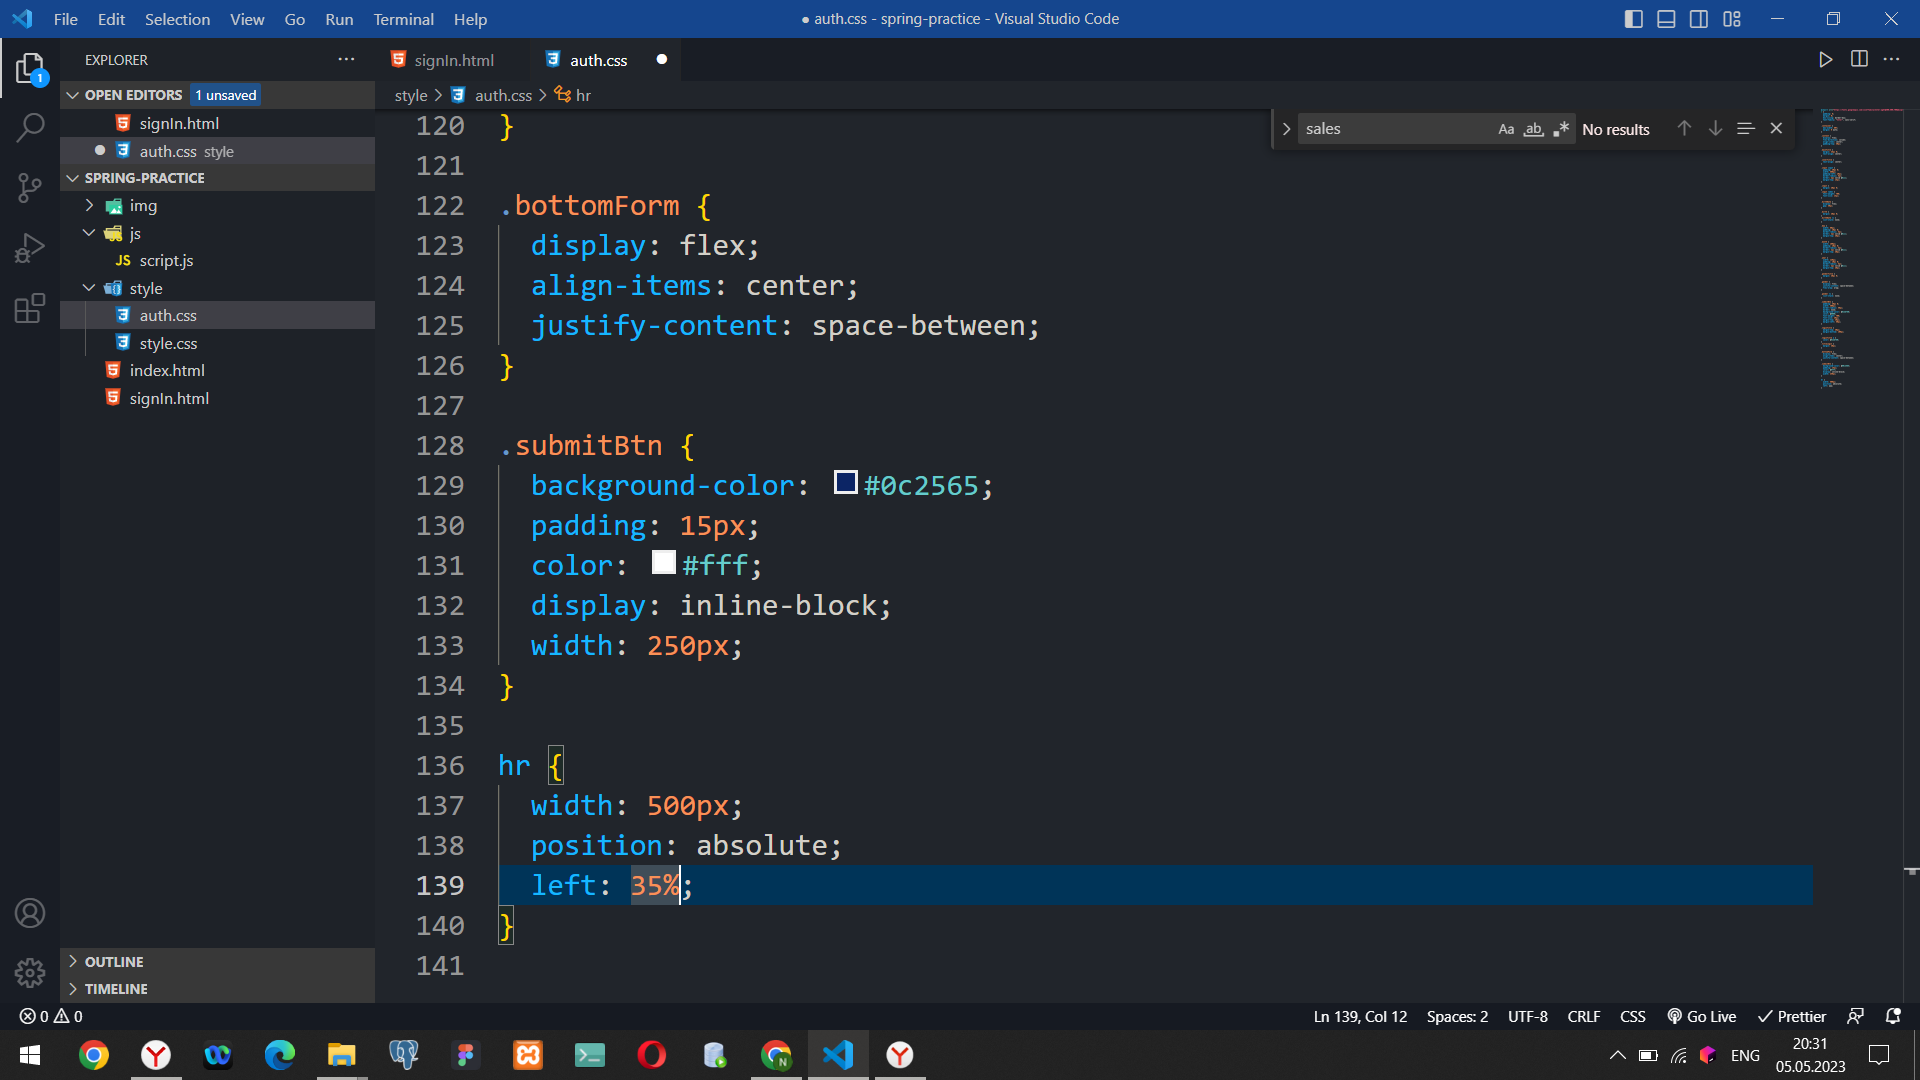 File Edit Selection View Go Run Terminal Help
● auth.css - spring-practice - Visual Studio Code
EXPLORER
signIn.html
auth.css
OPEN EDITORS 1 unsaved
signIn.html
auth.css style
SPRING-PRACTICE
img
js
JS script.js
style
auth.css
style.css
index.html
signIn.html
OUTLINE
TIMELINE
style > auth.css > hr
sales
Aa ab .* No results
120 }
121
122 .bottomForm {
123 display: flex;
124 align-items: center;
125 justify-content: space-between;
126 }
127
128 .submitBtn {
129 background-color: #0c2565;
130 padding: 15px;
131 color: #fff;
132 display: inline-block;
133 width: 250px;
134 }
135
136 hr {
137 width: 500px;
138 position: absolute;
139 left: 35%;
140 }
141
0 0
Ln 139, Col 12 Spaces: 2 UTF-8 CRLF CSS Go Live Prettier
ENG
20:31
05.05.2023